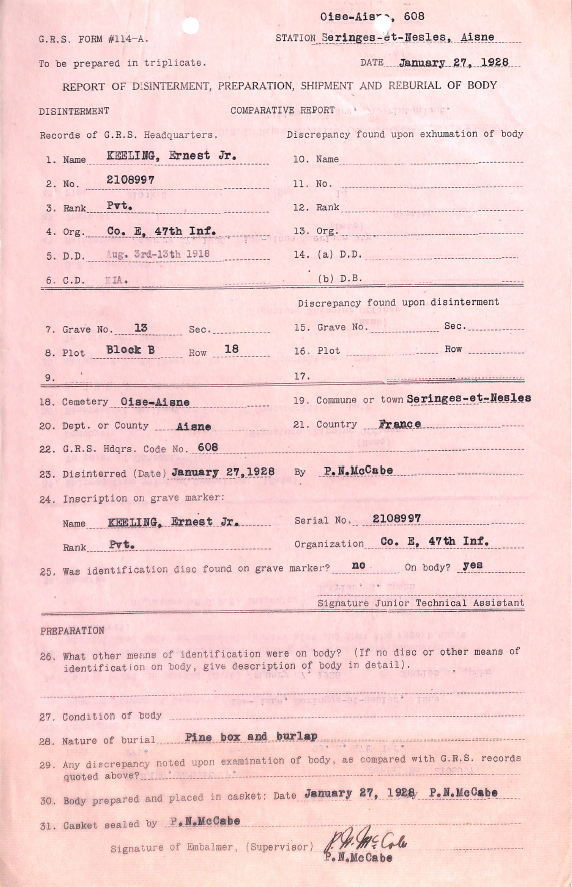 Oise-Aisne, 608
G.R.S. FORM #114-A. STATION Seringes-et-Nesles, Aisne
To be prepared in triplicate. DATE January 27, 1928
REPORT OF DISINTERMENT, PREPARATION, SHIPMENT AND REBURIAL OF BODY
DISINTERMENT COMPARATIVE REPORT
Records of G.R.S. Headquarters. Discrepancy found upon exhumation of body
1. Name KEELING, Ernest Jr. 10. Name
2. No. 2108997 11. No.
3. Rank Pvt. 12. Rank
4. Org. Co. E, 47th Inf. 13. Org.
5. D.D. Aug. 3rd-13th 1918 14. (a) D.D.
6. C.D. KIA. (b) D.B.
Discrepancy found upon disinterment
7. Grave No. 13 Sec. 15. Grave No. Sec.
8. Plot Block B Row 18 16. Plot Row
9. 17.
18. Cemetery Oise-Aisne 19. Commune or town Seringes-et-Nesles
20. Dept. or County Aisne 21. Country France
22. G.R.S. Hdqrs. Code No. 608
23. Disinterred (Date) January 27,1928 By P.N.McCabe
24. Inscription on grave marker:
Name KEELING, Ernest Jr. Serial No. 2108997
Rank Pvt. Organization Co. E, 47th Inf.
25. Was identification disc found on grave marker? no On body? yes
Signature Junior Technical Assistant
PREPARATION
26. What other means of identification were on body? (If no disc or other means of
identification on body, give description of body in detail).
27. Condition of body
28. Nature of burial Pine box and burlap
29. Any discrepancy noted upon examination of body, as compared with G.R.S. records
quoted above?
30. Body prepared and placed in casket: Date January 27, 1928 P.N.McCabe
31. Casket sealed by P.N.McCabe
Signature of Embalmer, (Supervisor) P.N. McCabe
P.N.McCabe